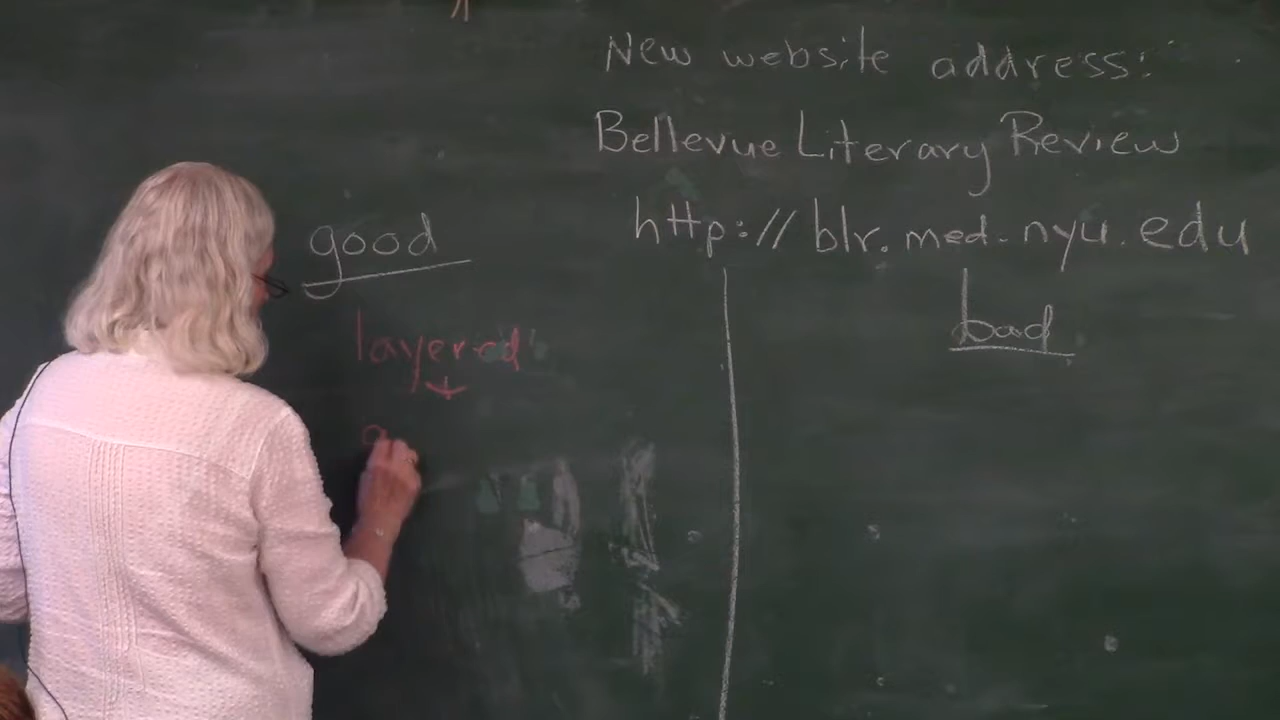 New website address:
Bellevue Literary Review
http://blr.med.nyu.edu
good
bad
layered